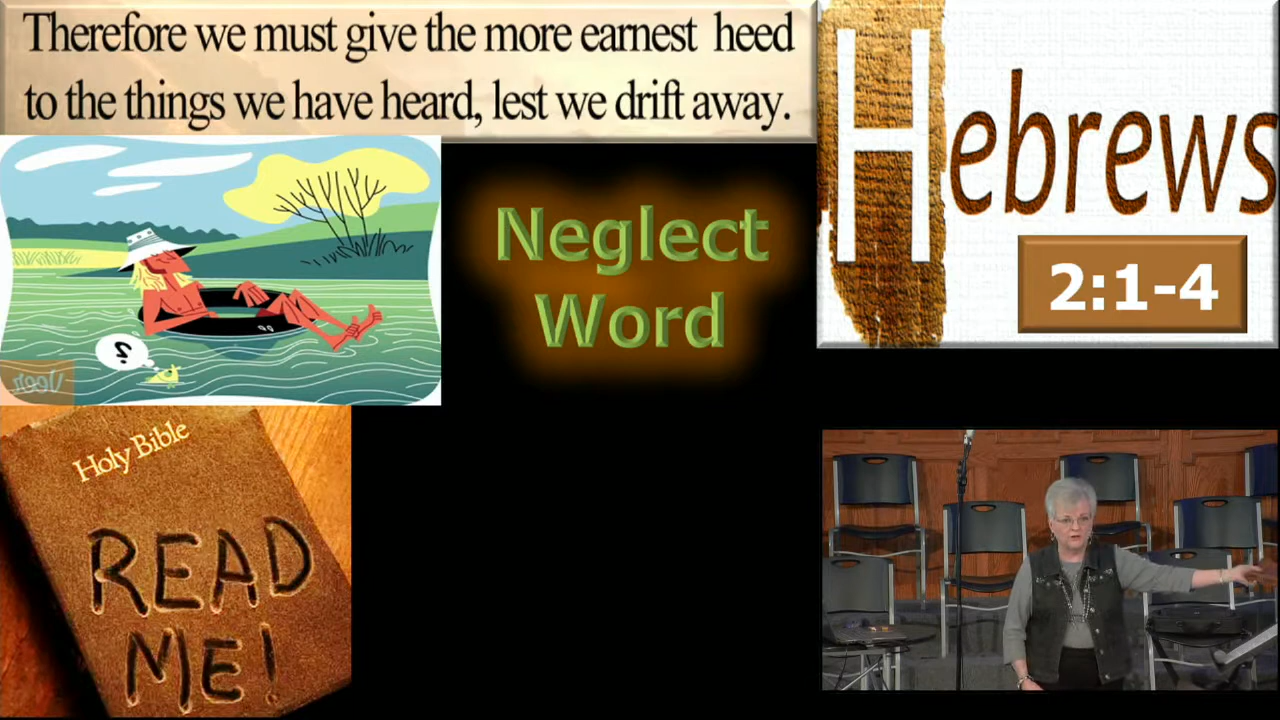 Therefore we must give the more earnest heed
to the things we have heard, lest we drift away.
Hebrews
2:1-4
Neglect
Word
?
Holy Bible
READ
ME!